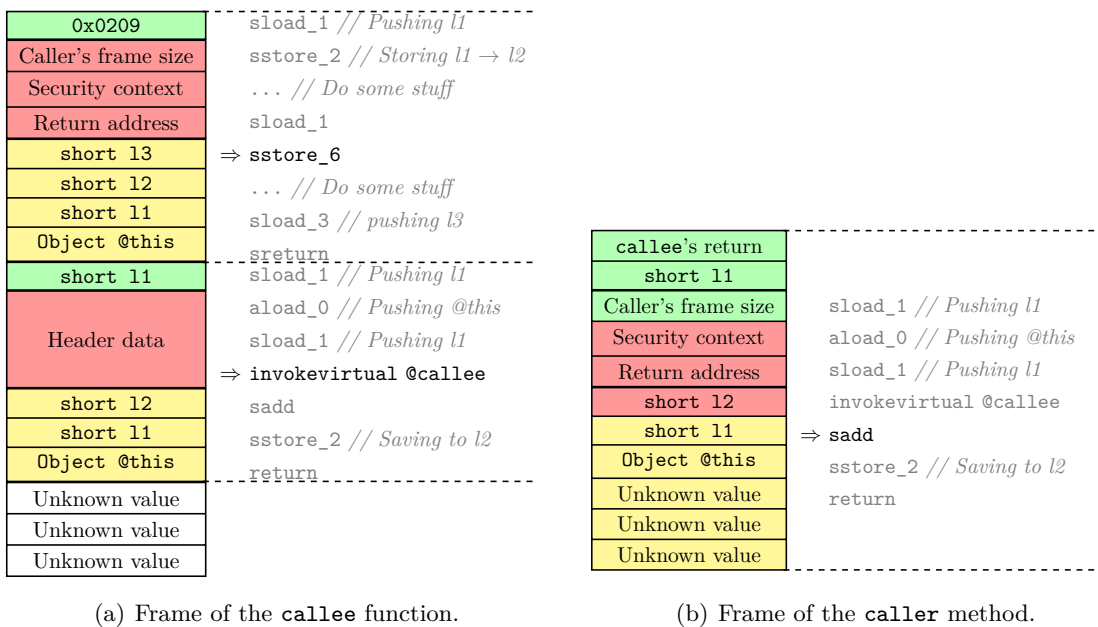 0x0209
Caller's frame size
Security context
Return address
short l3
short l2
short l1
Object @this
short l1
Header data
short l2
short l1
Object @this
Unknown value
Unknown value
Unknown value
sload_1 // Pushing l1
sstore_2 // Storing l1 → l2
... // Do some stuff
sload_1
⇒ sstore_6
... // Do some stuff
sload_3 // pushing l3
sreturn
sload_1 // Pushing l1
aload_0 // Pushing @this
sload_1 // Pushing l1
⇒ invokevirtual @callee
sadd
sstore_2 // Saving to l2
return
(a) Frame of the callee function.
callee's return
short l1
Caller's frame size
Security context
Return address
short l2
short l1
Object @this
Unknown value
Unknown value
Unknown value
sload_1 // Pushing l1
aload_0 // Pushing @this
sload_1 // Pushing l1
invokevirtual @callee
⇒ sadd
sstore_2 // Saving to l2
return
(b) Frame of the caller method.